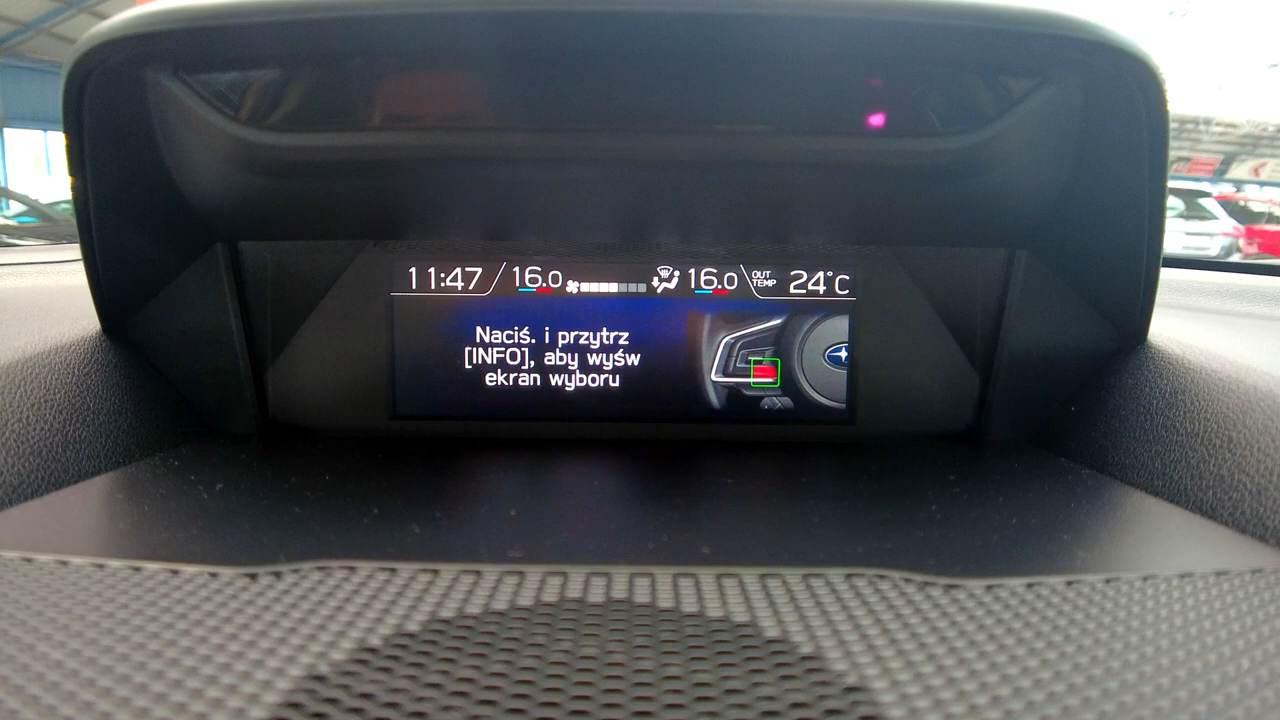 11:47 16.0 16.0 OUT TEMP 24°C
Naciś. i przytrz
[INFO], aby wyśw
ekran wyboru